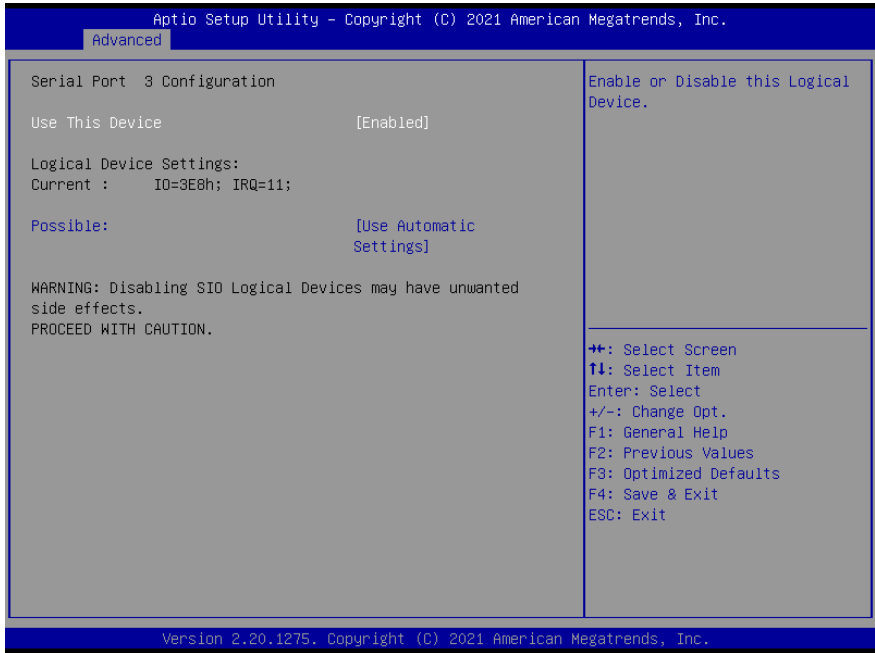 Aptio Setup Utility – Copyright (C) 2021 American Megatrends, Inc.
Advanced
Serial Port  3 Configuration
Use This Device [Enabled]
Logical Device Settings:
Current : IO=3E8h; IRQ=11;
Possible: [Use Automatic
Settings]
WARNING: Disabling SIO Logical Devices may have unwanted
side effects.
PROCEED WITH CAUTION.
Enable or Disable this Logical
Device.
→←: Select Screen
↑↓: Select Item
Enter: Select
+/-: Change Opt.
F1: General Help
F2: Previous Values
F3: Optimized Defaults
F4: Save & Exit
ESC: Exit
Version 2.20.1275. Copyright (C) 2021 American Megatrends, Inc.